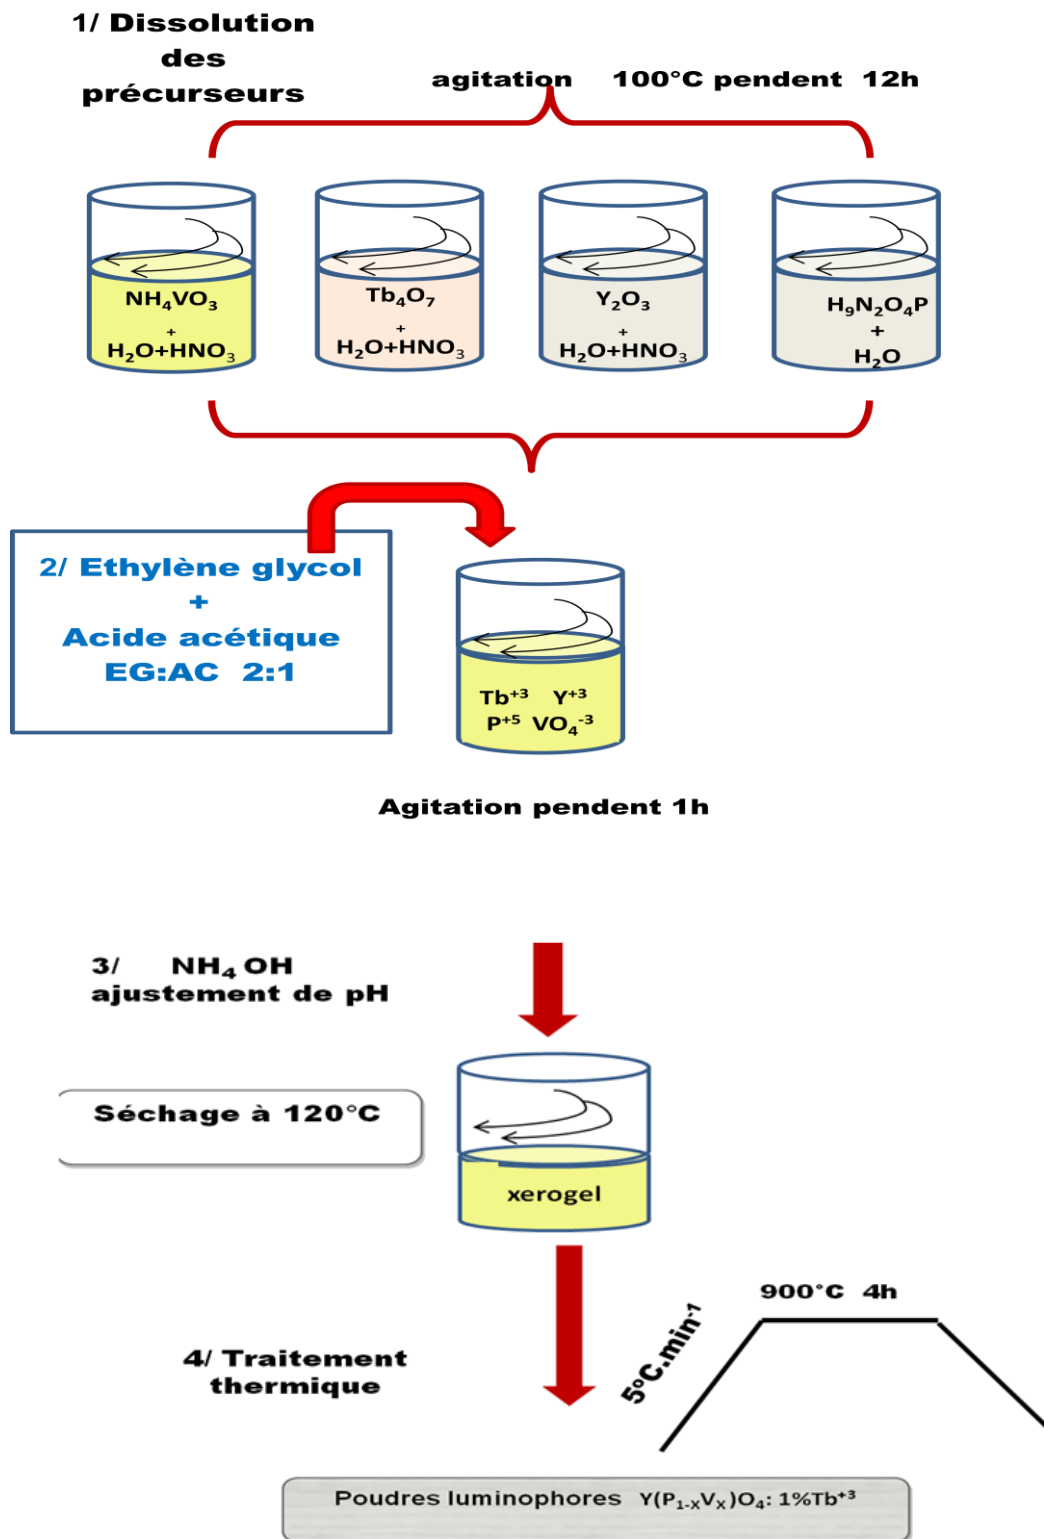 1/ Dissolution
des
précurseurs
agitation 100°C pendent 12h
NH₄VO₃
+
H₂O+HNO₃
Tb₄O₇
+
H₂O+HNO₃
Y₂O₃
+
H₂O+HNO₃
H₉N₂O₄P
+
H₂O
2/ Ethylène glycol
+
Acide acétique
EG:AC 2:1
Tb⁺³ Y⁺³
P⁺⁵ VO₄⁻³
Agitation pendent 1h
3/ NH₄ OH
ajustement de pH
Séchage à 120°C
xerogel
900°C 4h
5°C.min⁻¹
4/ Traitement
thermique
Poudres luminophores Y(P₁₋ₓVₓ)O₄: 1%Tb⁺³